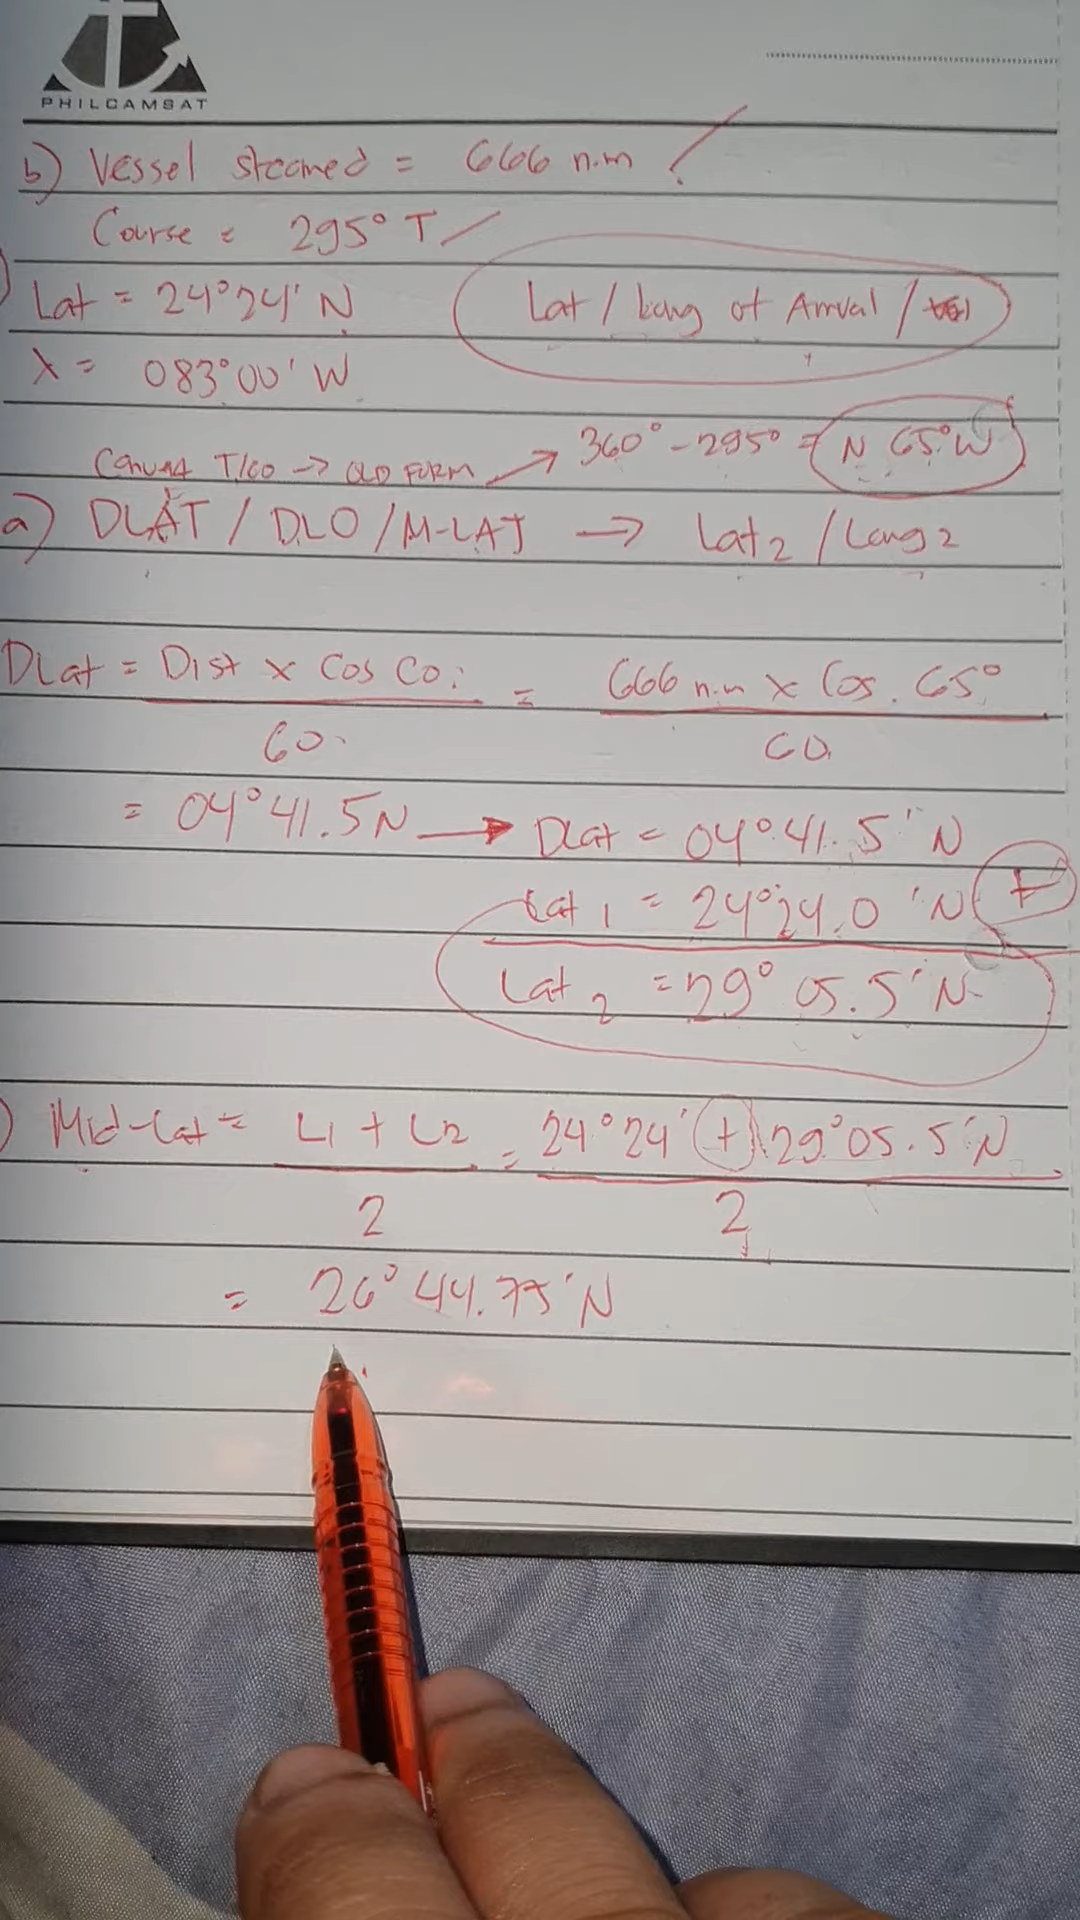 PHILCAMSAT
b) Vessel steamed = 666 n.m
Course = 295° T
Lat = 24°24' N
Lat / Long of Arrival /
λ = 083°00' W
Convert T/CO → OLD FORM → 360° - 295° = N 65° W
a) DLAT / DLO / M-LAT → Lat2 / Long2
DLat = Dist x Cos Co. = 666 n.m x Cos. 65°
60 60
= 04° 41.5 N → DLat = 04° 41.5' N
Lat 1 = 24° 24.0 'N +
Lat 2 = 29° 05.5' N
Mid-Lat = L1 + L2 = 24° 24' + 29° 05.5' N
2 2
= 26° 44.75' N